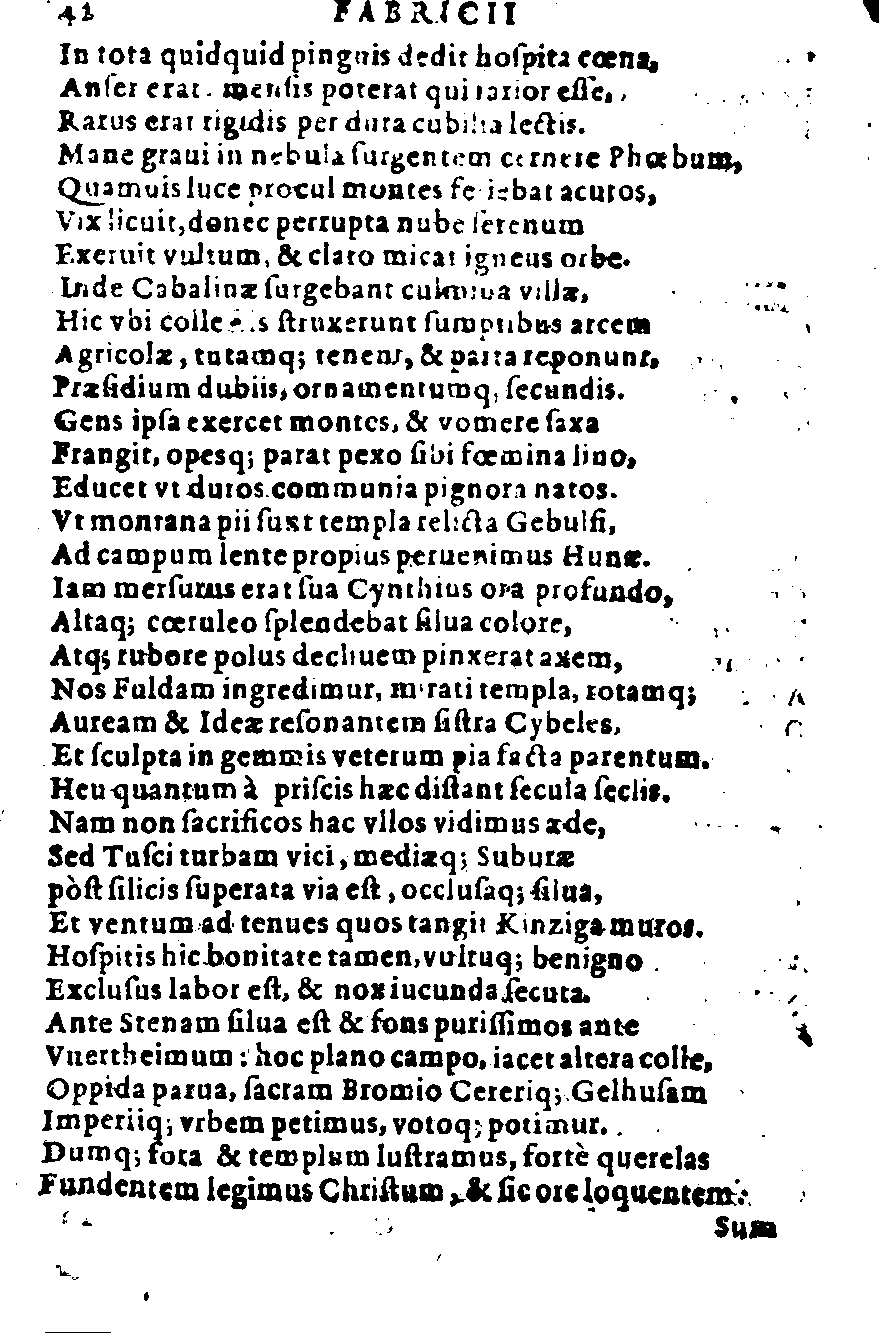 42 FABRICII
In tota quidquid pinguis dedit hoſpita cœna,
Anſer erat. menſis poterat qui rarior eſſe,
Rarus erat rigidis per dura cubilia lectis.
Mane graui in nebula ſurgentem cernere Phœbum,
Quamuis luce procul montes feriebat acutos,
Vix licuit, donec perrupta nube ſerenum
Exeruit vultum, & claro micat igneus orbe.
Inde Cabalinæ ſurgebant culmina villæ,
Hic vbi ſtruxerunt ſumptibus arcem
Agricolæ, tutamq; tenent, & parta reponunt,
Præſidium dubiis, ornamentumq, ſecundis.
Gens ipſa exercet montes, & vomere ſaxa
Frangit, opesq; parat pexo ſibi fœmina lino,
Educet vt duros communia pignora natos.
Vt montana pii ſuxt templa relicta Gebulſi,
Ad campum lente propius peruenimus Hunæ.
Iam merſurus erat ſua Cynthius ora profundo,
Altaq; cœruleo ſplendebat ſilua colore,
Atq; rubore polus decliuem pinxerat axem,
Nos Fuldam ingredimur, mirati templa, rotamq;
Auream & Ideæ reſonantem ſiſtra Cybeles,
Et ſculpta in gemmis veterum pia facta parentum.
Heu quantum à priſcis hæc diſtant ſecula ſeclis.
Nam non ſacrificos hac vllos vidimus æde,
Sed Tuſci turbam vici, mediæq; Suburæ
pòſt ſilicis ſuperata via eſt, occluſaq; ſilua,
Et ventum ad tenues quos tangit Kinziga muros.
Hoſpitis hic bonitate tamen, vultuq; benigno
Excluſus labor eſt, & nox iucunda ſecuta.
Ante Stenam ſilua eſt & fons puriſſimos ante
Vuertheimum: hoc plano campo, iacet altera colle,
Oppida parua, ſacram Bromio Cereriq; Gelhuſam
Imperiiq; vrbem petimus, votoq; potimur.
Dumq; fora & templum luſtramus, fortè querelas
Fundentem legimus Chriſtum, & ſic ore loquentem:
Sum